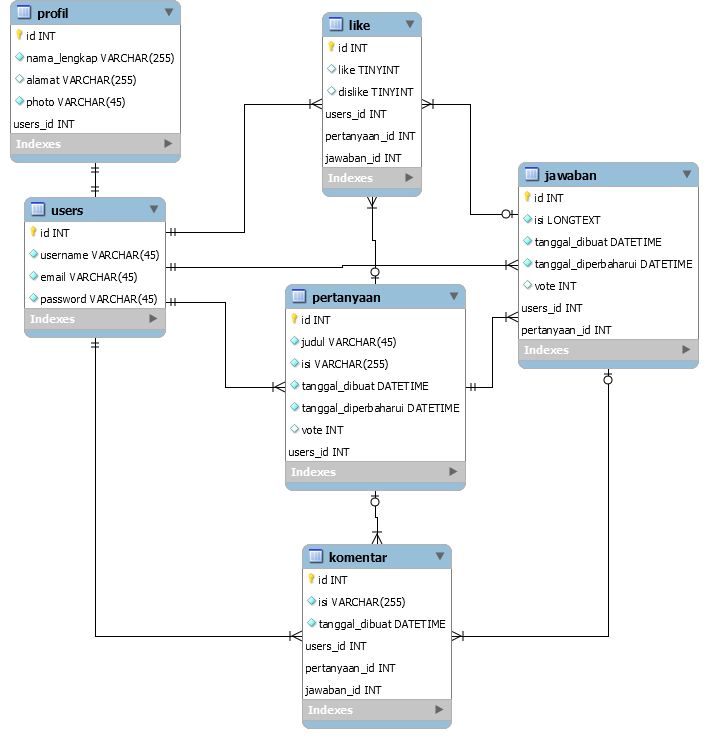 profil
id INT
nama_lengkap VARCHAR(255)
alamat VARCHAR(255)
photo VARCHAR(45)
users_id INT
Indexes
like
id INT
like TINYINT
dislike TINYINT
users_id INT
pertanyaan_id INT
jawaban_id INT
Indexes
users
id INT
username VARCHAR(45)
email VARCHAR(45)
password VARCHAR(45)
Indexes
jawaban
id INT
isi LONGTEXT
tanggal_dibuat DATETIME
tanggal_diperbaharui DATETIME
vote INT
users_id INT
pertanyaan_id INT
Indexes
pertanyaan
id INT
judul VARCHAR(45)
isi VARCHAR(255)
tanggal_dibuat DATETIME
tanggal_diperbaharui DATETIME
vote INT
users_id INT
Indexes
komentar
id INT
isi VARCHAR(255)
tanggal_dibuat DATETIME
users_id INT
pertanyaan_id INT
jawaban_id INT
Indexes